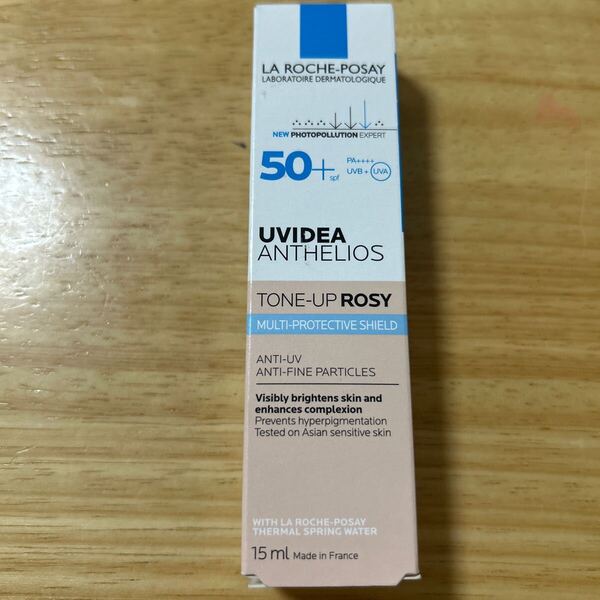 LA ROCHE-POSAY
LABORATOIRE DERMATOLOGIQUE
NEW PHOTOPOLLUTION EXPERT
50+ spf
PA++++
UVB + UVA
UVIDEA
ANTHELIOS
TONE-UP ROSY
MULTI-PROTECTIVE SHIELD
ANTI-UV
ANTI-FINE PARTICLES
Visibly brightens skin and
enhances complexion
Prevents hyperpigmentation
Tested on Asian sensitive skin
WITH LA ROCHE-POSAY
THERMAL SPRING WATER
15 ml Made in France